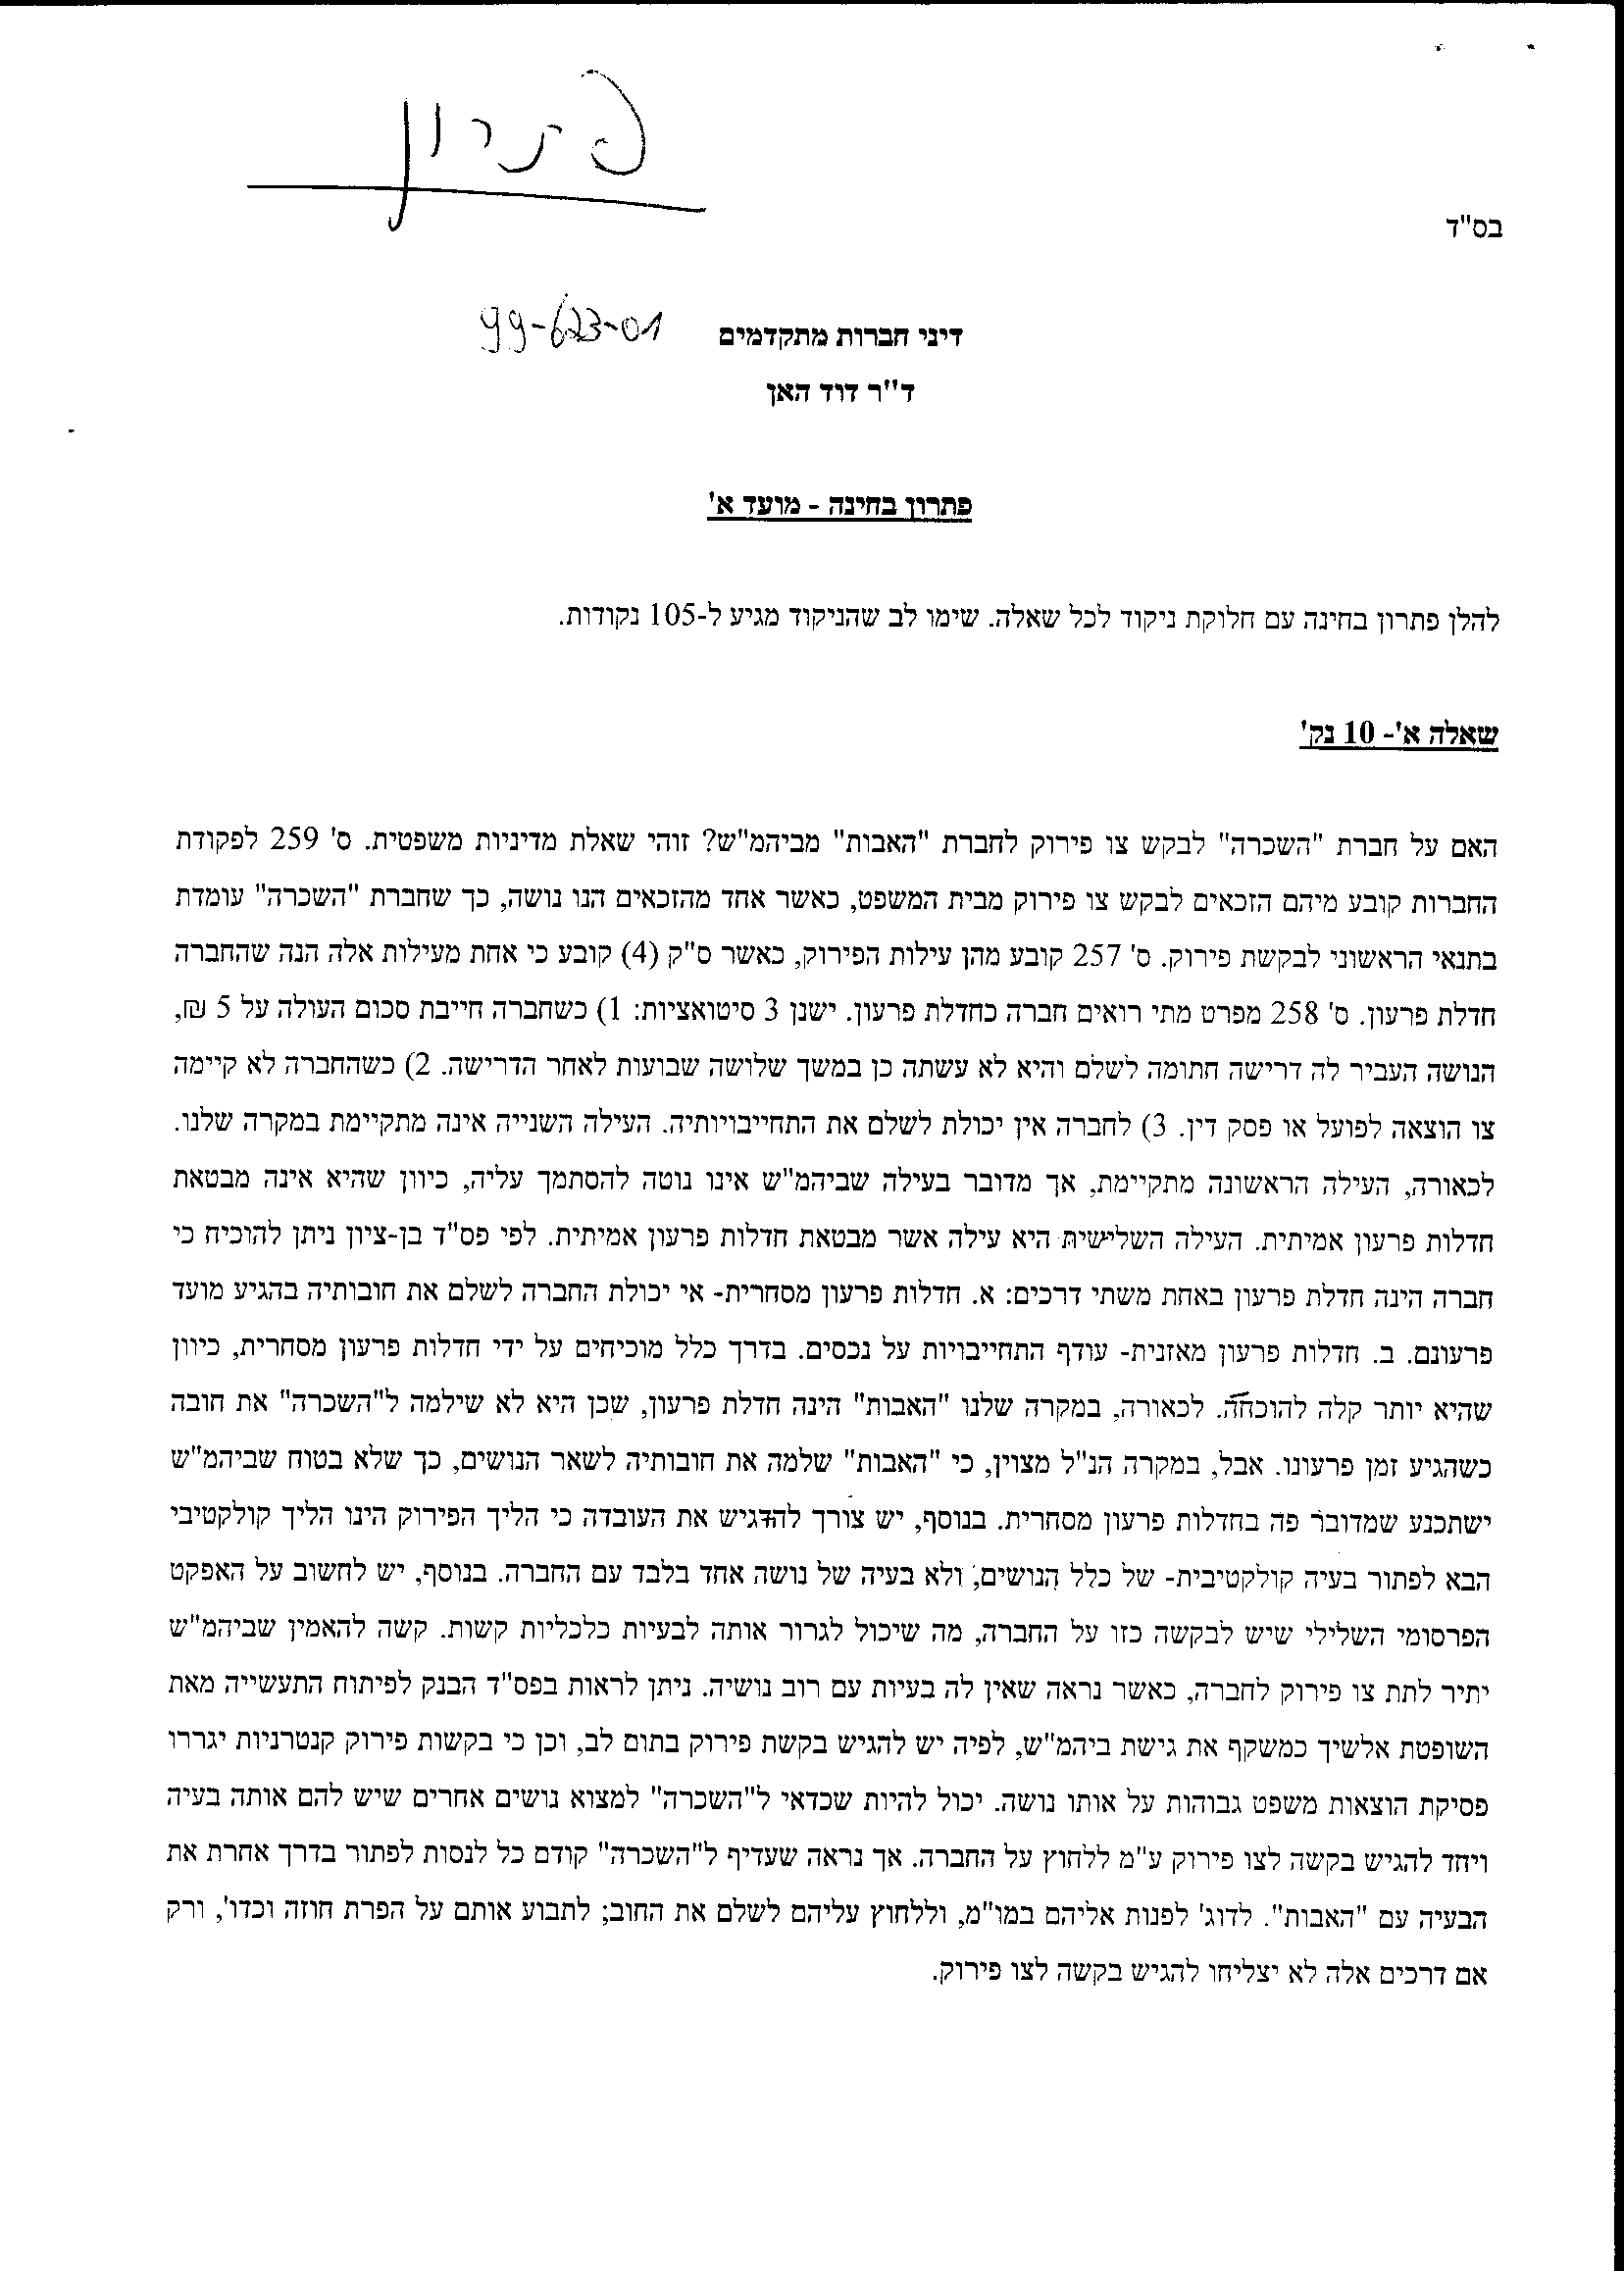 פתרון
בס"ד
דיני חברות מתקדמים 99-623-01
ד"ר דוד האן
פתרון בחינה - מועד א'
להלן פתרון בחינה עם חלוקת ניקוד לכל שאלה. שימו לב שהניקוד מגיע ל-105 נקודות.
שאלה א'- 10 נק'
האם על חברת "השכרה" לבקש צו פירוק לחברת "האבות" מביהמ"ש? זוהי שאלת מדיניות משפטית. ס' 259 לפקודת
החברות קובע מיהם הזכאים לבקש צו פירוק מבית המשפט, כאשר אחד מהזכאים הנו נושה, כך שחברת "השכרה" עומדת
בתנאי הראשוני לבקשת פירוק. ס' 257 קובע מהן עילות הפירוק, כאשר ס"ק (4) קובע כי אחת מעילות אלה הנה שהחברה
חדלת פרעון. ס' 258 מפרט מתי רואים חברה כחדלת פרעון. ישנן 3 סיטואציות: 1) כשחברה חייבת סכום העולה על 5 ₪,
הנושה העביר לה דרישה חתומה לשלם והיא לא עשתה כן במשך שלושה שבועות לאחר הדרישה. 2) כשהחברה לא קיימה
צו הוצאה לפועל או פסק דין. 3) לחברה אין יכולת לשלם את התחייבויותיה. העילה השנייה אינה מתקיימת במקרה שלנו.
לכאורה, העילה הראשונה מתקיימת, אך מדובר בעילה שביהמ"ש אינו נוטה להסתמך עליה, כיוון שהיא אינה מבטאת
חדלות פרעון אמיתית. העילה השלישית היא עילה אשר מבטאת חדלות פרעון אמיתית. לפי פס"ד בן-ציון ניתן להוכיח כי
חברה הינה חדלת פרעון באחת משתי דרכים: א. חדלות פרעון מסחרית- אי יכולת החברה לשלם את חובותיה בהגיע מועד
פרעונם. ב. חדלות פרעון מאזנית- עודף התחייבויות על נכסים. בדרך כלל מוכיחים על ידי חדלות פרעון מסחרית, כיוון
שהיא יותר קלה להוכחה. לכאורה, במקרה שלנו "האבות" הינה חדלת פרעון, שכן היא לא שילמה ל"השכרה" את חובה
כשהגיע זמן פרעונו. אבל, במקרה הנ"ל מצוין, כי "האבות" שלמה את חובותיה לשאר הנושים, כך שלא בטוח שביהמ"ש
ישתכנע שמדובר פה בחדלות פרעון מסחרית. בנוסף, יש צורך להדגיש את העובדה כי הליך הפירוק הינו הליך קולקטיבי
הבא לפתור בעיה קולקטיבית- של כלל הנושים, ולא בעיה של נושה אחד בלבד עם החברה. בנוסף, יש לחשוב על האפקט
הפרסומי השלילי שיש לבקשה כזו על החברה, מה שיכול לגרור אותה לבעיות כלכליות קשות. קשה להאמין שביהמ"ש
יתיר לתת צו פירוק לחברה, כאשר נראה שאין לה בעיות עם רוב נושיה. ניתן לראות בפס"ד הבנק לפיתוח התעשייה מאת
השופטת אלשיך כמשקף את גישת ביהמ"ש, לפיה יש להגיש בקשת פירוק בתום לב, וכן כי בקשות פירוק קנטרניות יגררו
פסיקת הוצאות משפט גבוהות על אותו נושה. יכול להיות שכדאי ל"השכרה" למצוא נושים אחרים שיש להם אותה בעיה
ויחד להגיש בקשה לצו פירוק ע"מ ללחוץ על החברה. אך נראה שעדיף ל"השכרה" קודם כל לנסות לפתור בדרך אחרת את
הבעיה עם "האבות". לדוג' לפנות אליהם במו"מ, וללחוץ עליהם לשלם את החוב; לתבוע אותם על הפרת חוזה וכדו', ורק
אם דרכים אלה לא יצליחו להגיש בקשה לצו פירוק.